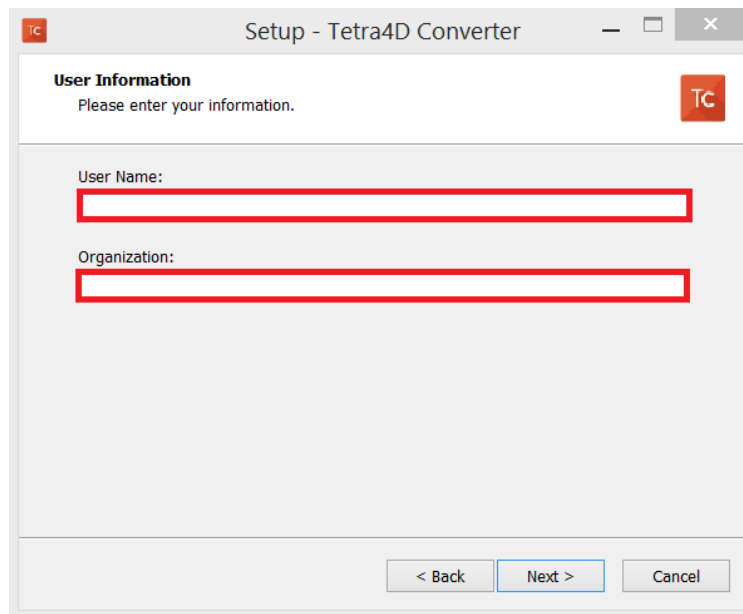 TC
Setup - Tetra4D Converter
User Information
Please enter your information.
TC
User Name:
Organization:
< Back
Next >
Cancel